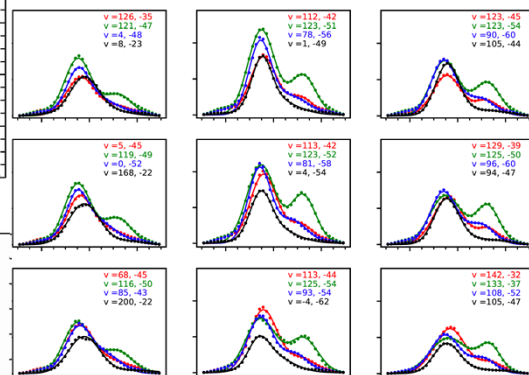 v =126, -35
v =121, -47
v =4, -48
v =8, -23
v =112, -42
v =123, -51
v =78, -56
v =1, -49
v =123, -45
v =123, -54
v =90, -60
v =105, -44
v =5, -45
v =119, -49
v =0, -52
v =168, -22
v =113, -42
v =123, -52
v =81, -58
v =4, -54
v =129, -39
v =125, -50
v =96, -60
v =94, -47
v =68, -45
v =116, -50
v =85, -43
v =200, -22
v =113, -44
v =125, -54
v =93, -54
v =-4, -62
v =142, -32
v =133, -37
v =108, -52
v =105, -47